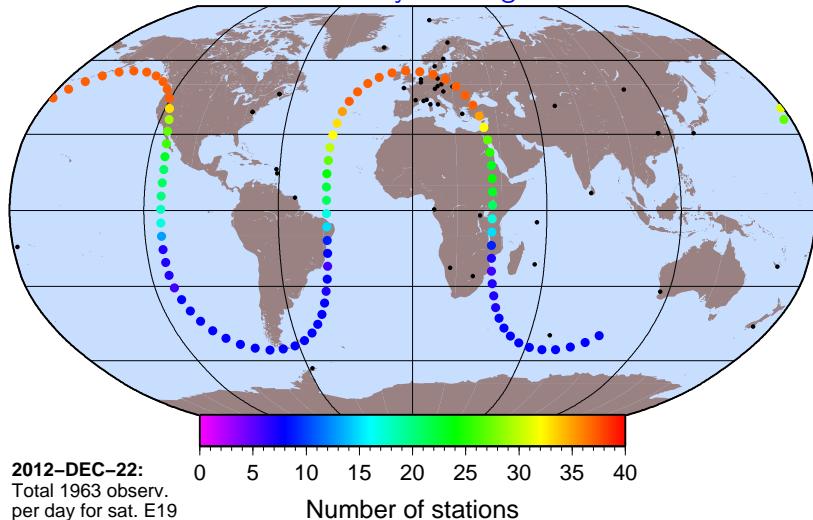 0 5 10 15 20 25 30 35 40
Number of stations
2012–DEC–22:
Total 1963 observ.
per day for sat. E19